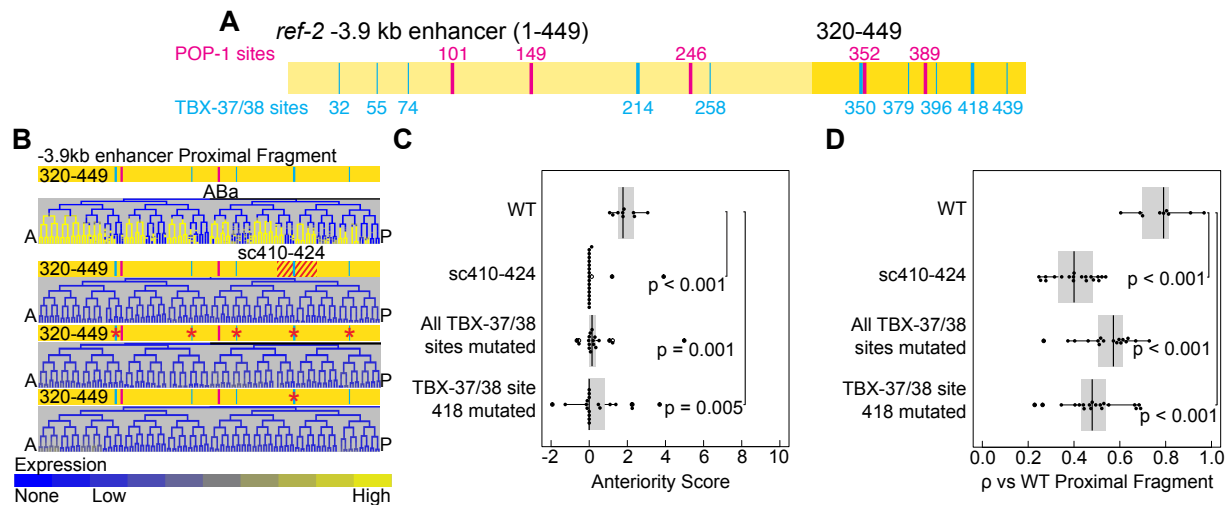 A
ref-2 -3.9 kb enhancer (1-449)
320-449
POP-1 sites
101
149
246
352
389
TBX-37/38 sites
32
55
74
214
258
350
379
396
418
439
B
-3.9kb enhancer Proximal Fragment
320-449
ABa
A
P
sc410-424
320-449
A
P
320-449
*
*
*
*
*
A
P
320-449
*
A
P
Expression
None
Low
High
C
WT
sc410-424
All TBX-37/38
sites mutated
TBX-37/38 site
418 mutated
p < 0.001
p = 0.001
p = 0.005
-2
0
2
4
6
8
10
Anteriority Score
D
WT
sc410-424
All TBX-37/38
sites mutated
TBX-37/38 site
418 mutated
p < 0.001
p < 0.001
p < 0.001
0.0
0.2
0.4
0.6
0.8
1.0
ρ vs WT Proximal Fragment